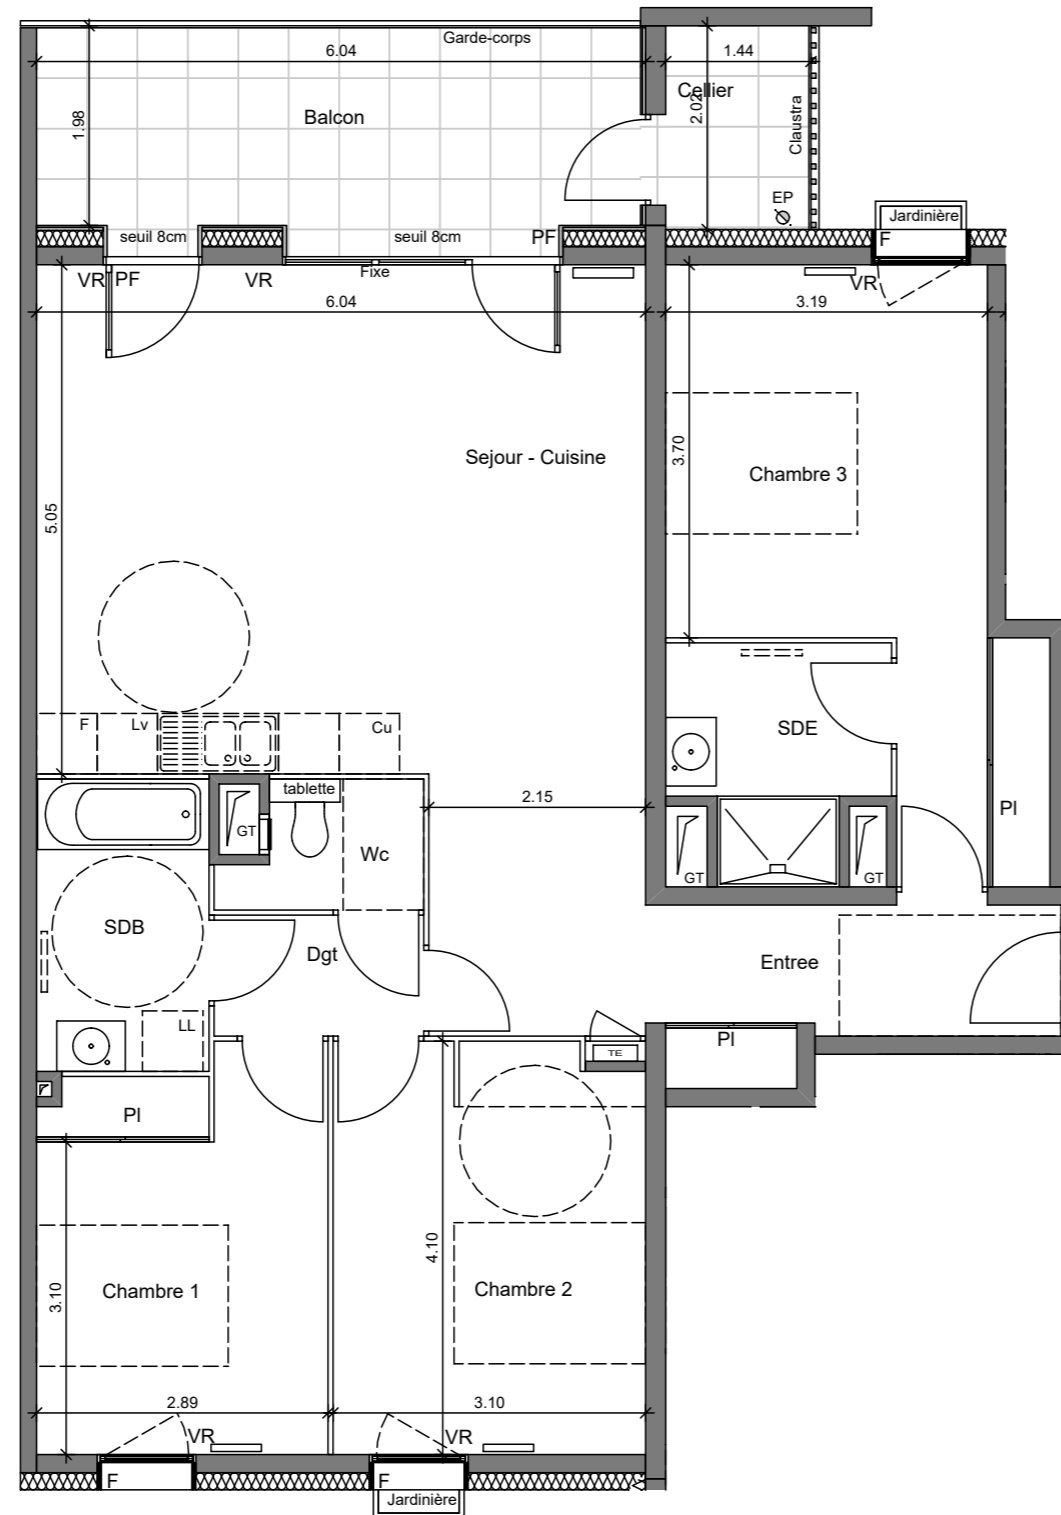 Garde-corps
6.04
1.44
Cellier
2.02
1.98
Balcon
Claustra
EP
Jardinière
seuil 8cm
seuil 8cm
PF
F
VR
PF
VR
Fixe
VR
6.04
3.19
3.70
Sejour - Cuisine
Chambre 3
5.05
F
Lv
Cu
SDE
tablette
2.15
Pl
GT
Wc
GT
GT
SDB
Dgt
Entree
LL
Pl
TE
Pl
4.10
3.10
Chambre 1
Chambre 2
2.89
3.10
VR
VR
F
F
Jardinière